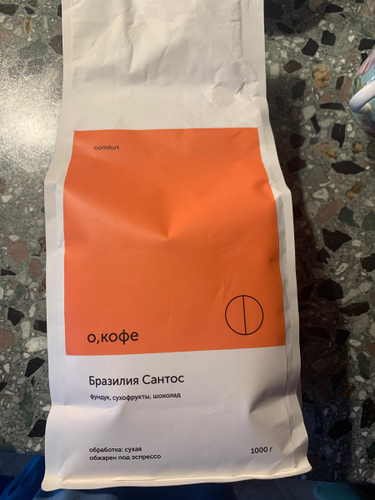 comfort
о,кофе
Бразилия Сантос
фундук, сухофрукты, шоколад
обработка: сухая
обжарен под эспрессо
1000 г